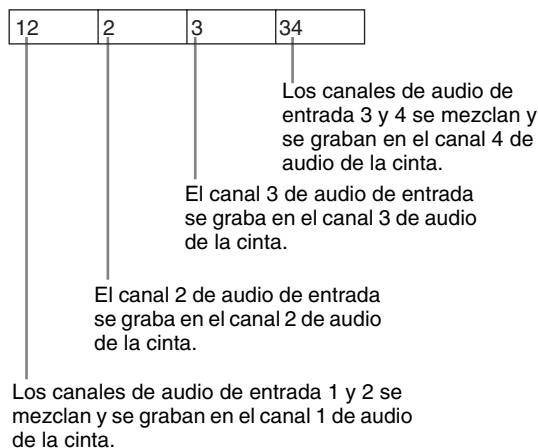 12 2 3 34
Los canales de audio de
entrada 3 y 4 se mezclan y
se graban en el canal 4 de
audio de la cinta.
El canal 3 de audio de entrada
se graba en el canal 3 de audio
de la cinta.
El canal 2 de audio de entrada
se graba en el canal 2 de audio
de la cinta.
Los canales de audio de entrada 1 y 2 se
mezclan y se graban en el canal 1 de audio
de la cinta.